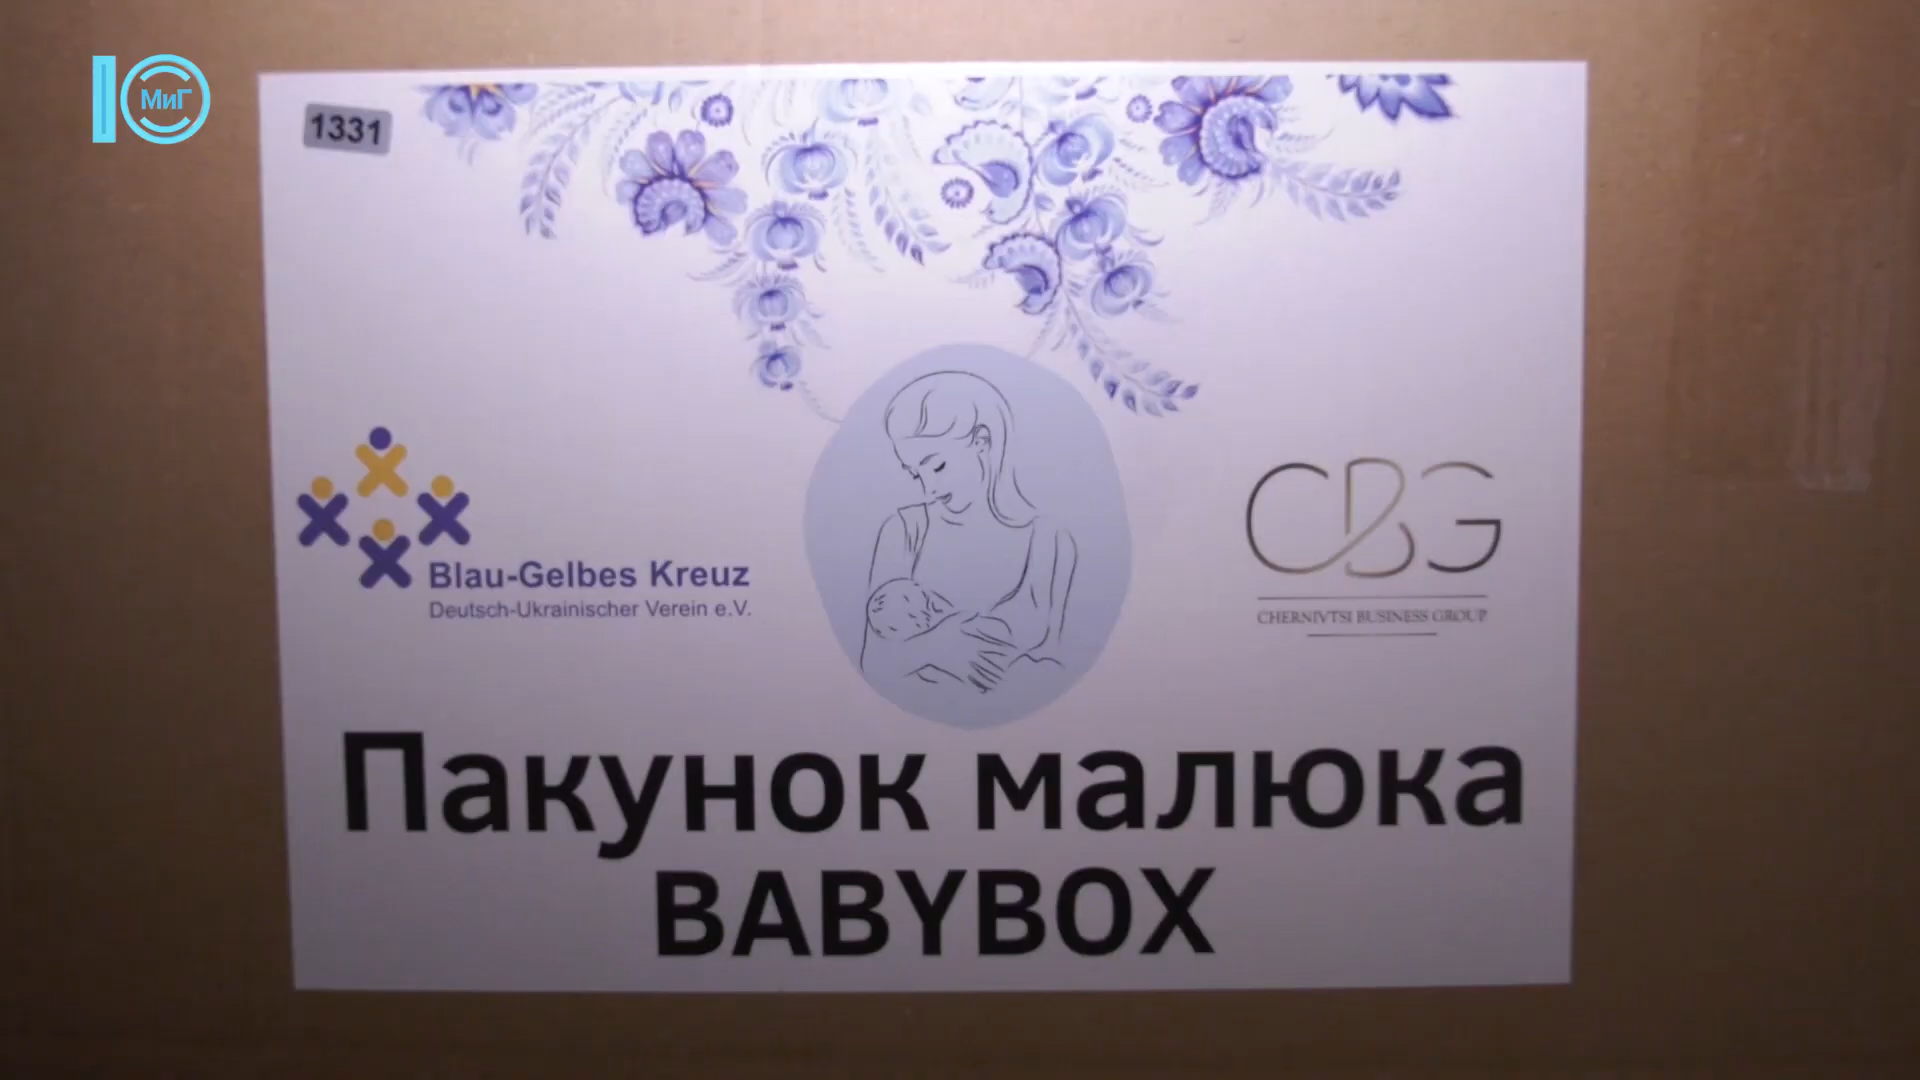 МиГ
1331
Blau-Gelbes Kreuz
Deutsch-Ukrainischer Verein e.V.
CBG
CHERNIVTSI BUSINESS GROUP
Пакунок малюка
BABYBOX